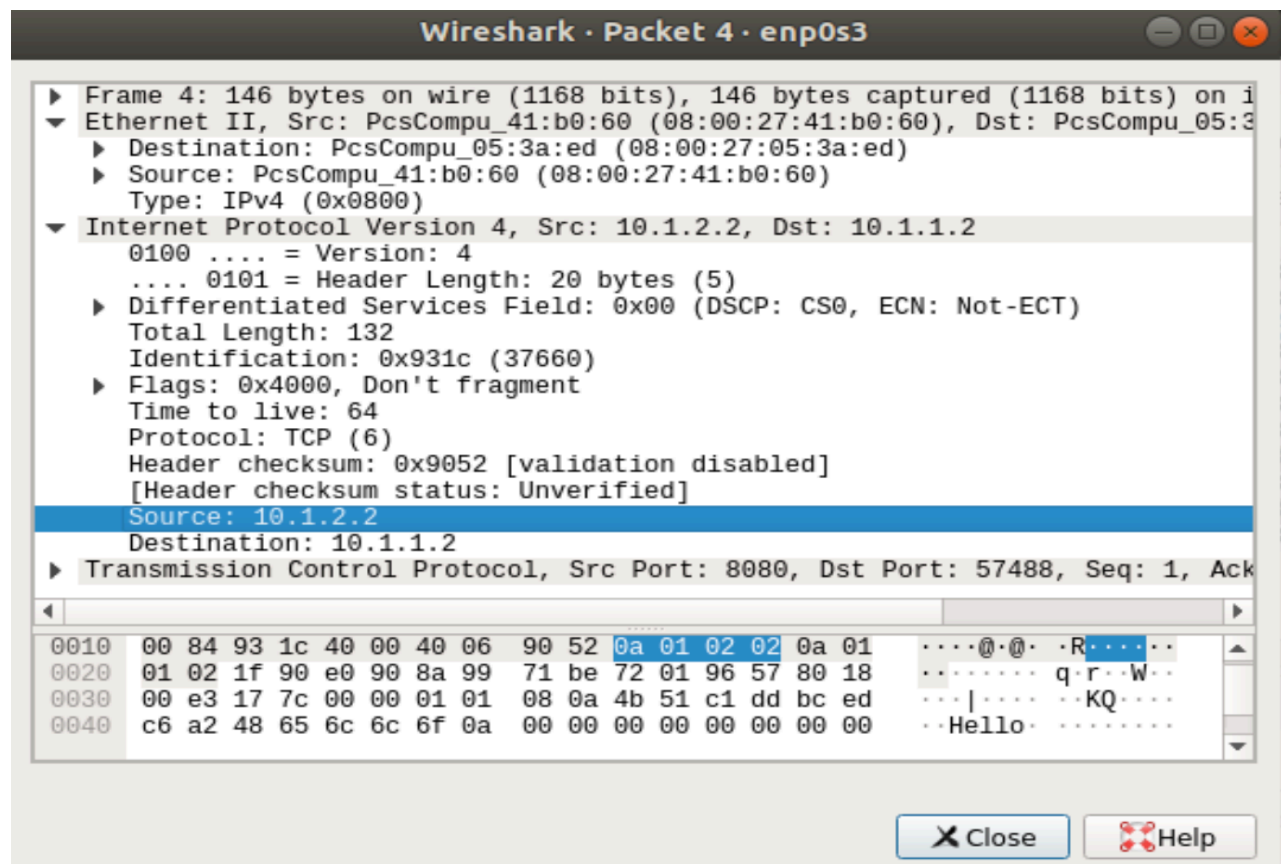 Wireshark · Packet 4 · enp0s3
Frame 4: 146 bytes on wire (1168 bits), 146 bytes captured (1168 bits) on i
Ethernet II, Src: PcsCompu_41:b0:60 (08:00:27:41:b0:60), Dst: PcsCompu_05:3
Destination: PcsCompu_05:3a:ed (08:00:27:05:3a:ed)
Source: PcsCompu_41:b0:60 (08:00:27:41:b0:60)
Type: IPv4 (0x0800)
Internet Protocol Version 4, Src: 10.1.2.2, Dst: 10.1.1.2
0100 .... = Version: 4
.... 0101 = Header Length: 20 bytes (5)
Differentiated Services Field: 0x00 (DSCP: CS0, ECN: Not-ECT)
Total Length: 132
Identification: 0x931c (37660)
Flags: 0x4000, Don't fragment
Time to live: 64
Protocol: TCP (6)
Header checksum: 0x9052 [validation disabled]
[Header checksum status: Unverified]
Source: 10.1.2.2
Destination: 10.1.1.2
Transmission Control Protocol, Src Port: 8080, Dst Port: 57488, Seq: 1, Ack
0010 00 84 93 1c 40 00 40 06 90 52 0a 01 02 02 0a 01 ····@·@· ·R······
0020 01 02 1f 90 e0 90 8a 99 71 be 72 01 96 57 80 18 ········ q·r··W··
0030 00 e3 17 7c 00 00 01 01 08 0a 4b 51 c1 dd bc ed ···|···· ··KQ····
0040 c6 a2 48 65 6c 6c 6f 0a 00 00 00 00 00 00 00 00 ··Hello· ········
Close Help